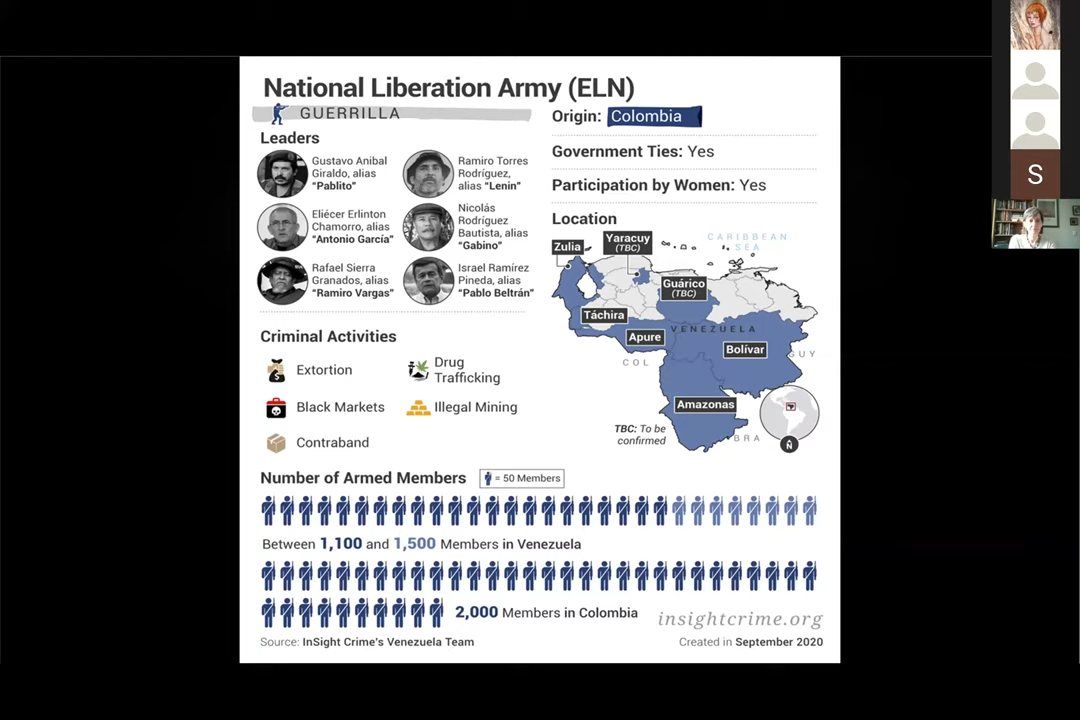 National Liberation Army (ELN)
GUERRILLA
Leaders
Gustavo Anibal
Giraldo, alias
"Pablito"
Ramiro Torres
Rodríguez,
alias "Lenin"
Eliécer Erlinton
Chamorro, alias
"Antonio García"
Nicolás
Rodríguez
Bautista, alias
"Gabino"
Rafael Sierra
Granados, alias
"Ramiro Vargas"
Israel Ramírez
Pineda, alias
"Pablo Beltrán"
Criminal Activities
Extortion
Drug
Trafficking
Black Markets
Illegal Mining
Contraband
Origin: Colombia
Government Ties: Yes
Participation by Women: Yes
Location
CARIBBEAN
SEA
Zulia
Yaracuy
(TBC)
Guárico
(TBC)
Táchira
VENEZUELA
Apure
Bolívar
GUY
COL
Amazonas
TBC: To be
confirmed
BRA
N
Number of Armed Members
= 50 Members
Between 1,100 and 1,500 Members in Venezuela
2,000 Members in Colombia
insightcrime.org
Source: InSight Crime's Venezuela Team
Created in September 2020
S